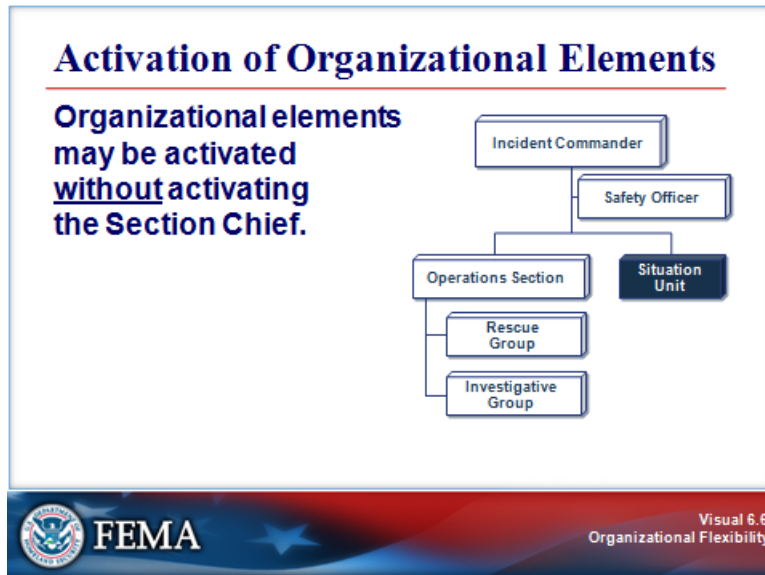 Activation of Organizational Elements
Organizational elements
may be activated
without activating
the Section Chief.
Incident Commander
Safety Officer
Operations Section
Situation
Unit
Rescue
Group
Investigative
Group
FEMA
Visual 6.6
Organizational Flexibility